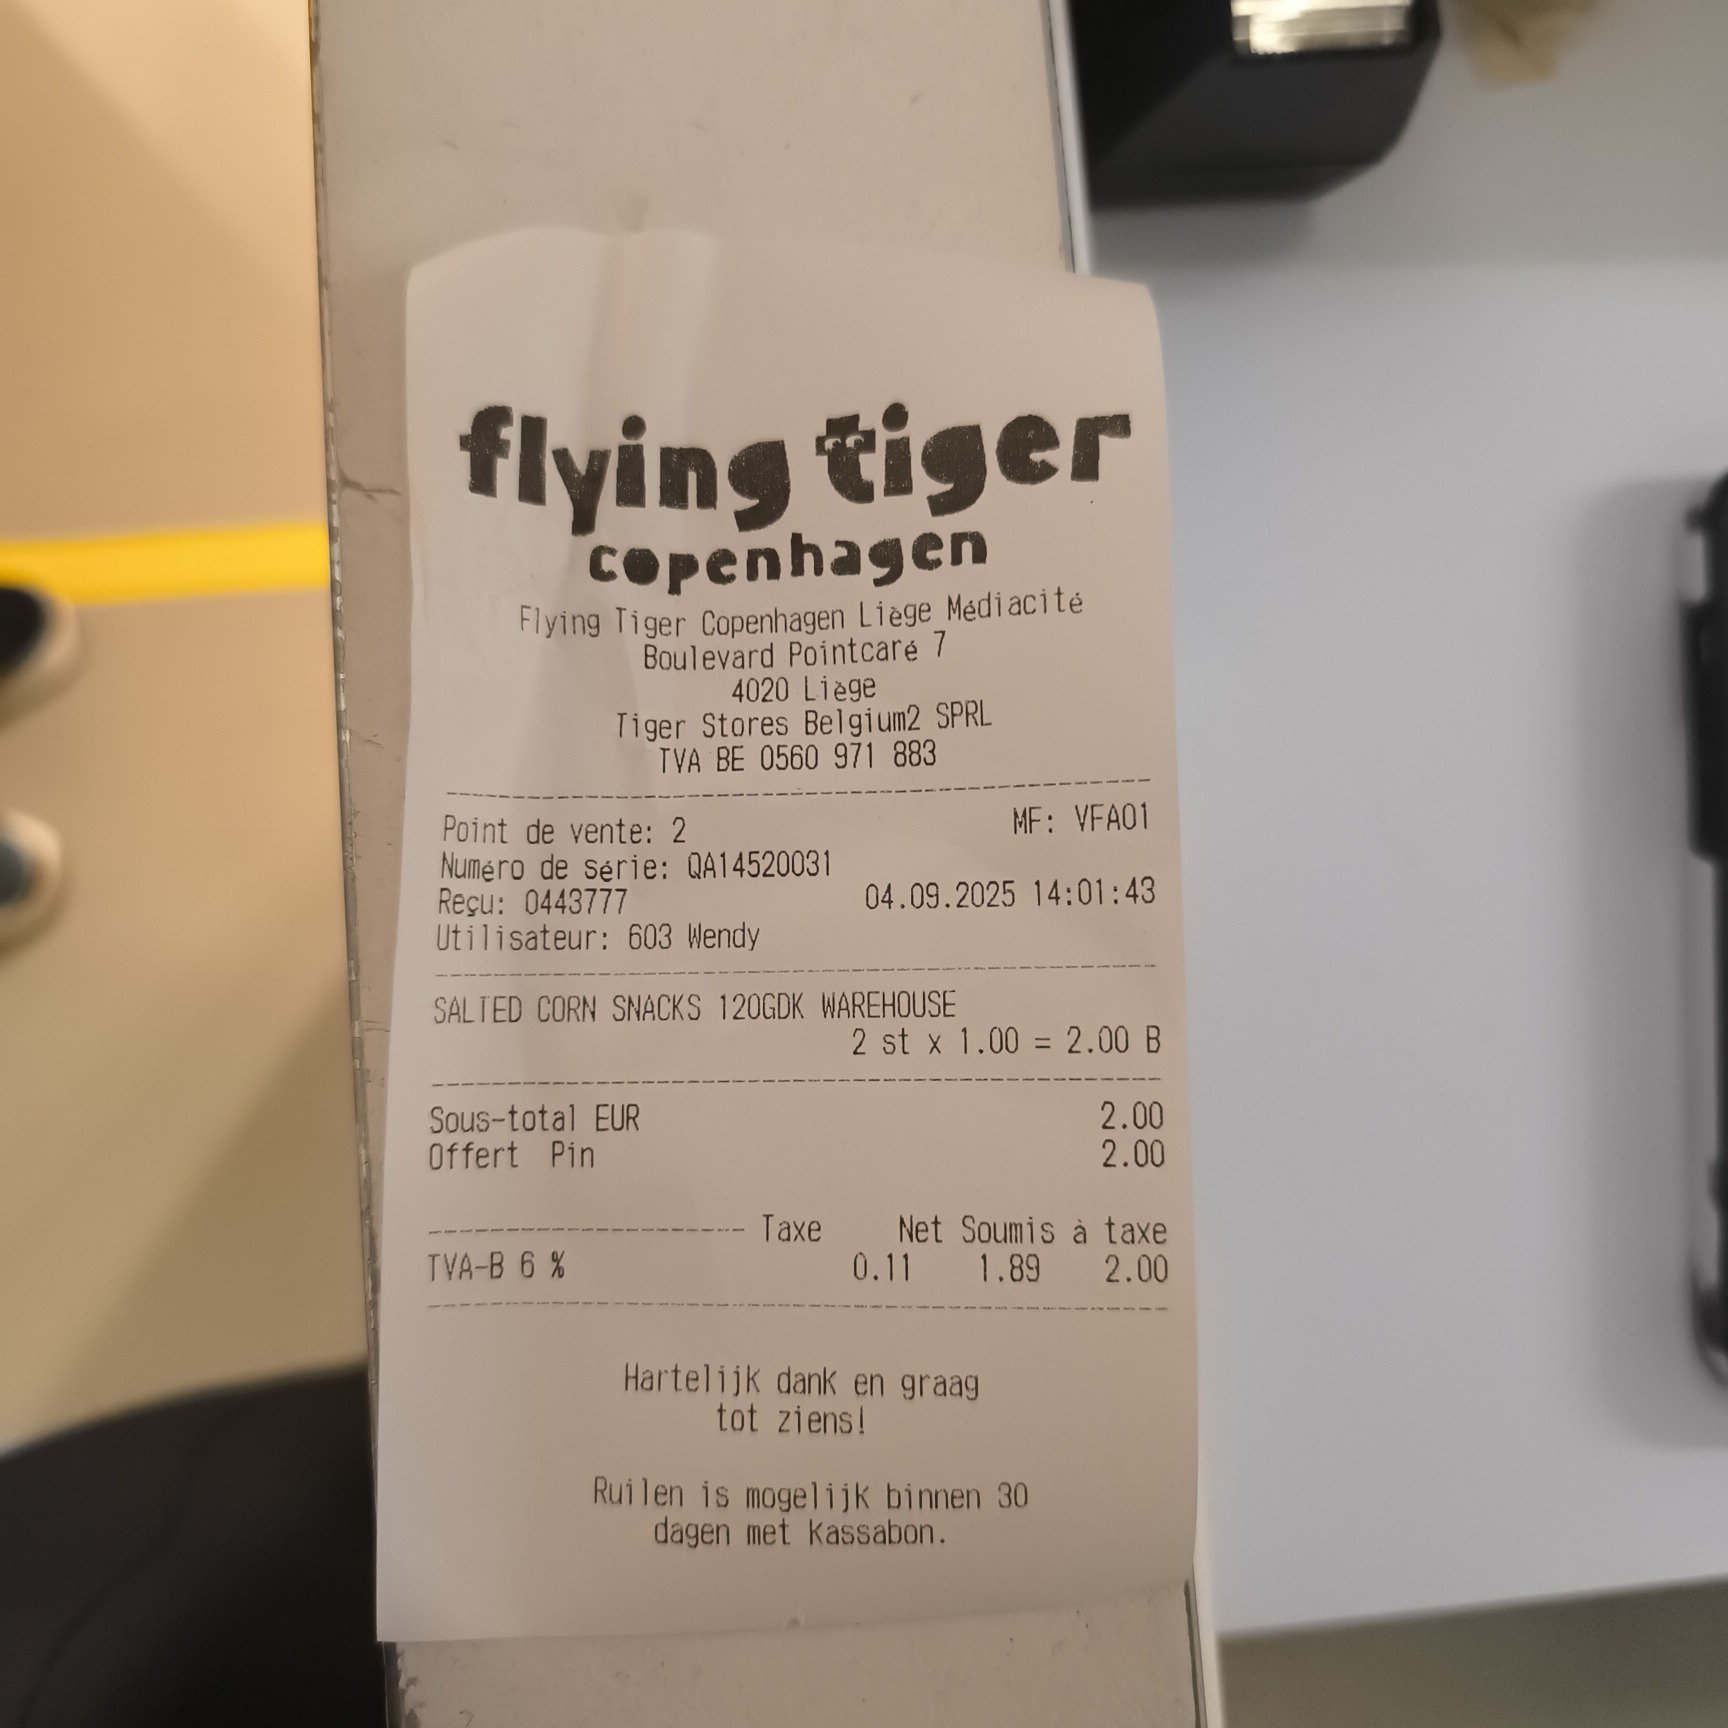 flying tiger
copenhagen
Flying Tiger Copenhagen Liège Médiacité
Boulevard Pointcaré 7
4020 Liège
Tiger Stores Belgium2 SPRL
TVA BE 0560 971 883
Point de vente: 2 MF: VFA01
Numéro de série: QA14520031
Reçu: 0443777 04.09.2025 14:01:43
Utilisateur: 603 Wendy
SALTED CORN SNACKS 120GDK WAREHOUSE
2 st x 1.00 = 2.00 B
Sous-total EUR 2.00
Offert Pin 2.00
Taxe Net Soumis à taxe
TVA-B 6 % 0.11 1.89 2.00
Hartelijk dank en graag
tot ziens!
Ruilen is mogelijk binnen 30
dagen met kassabon.